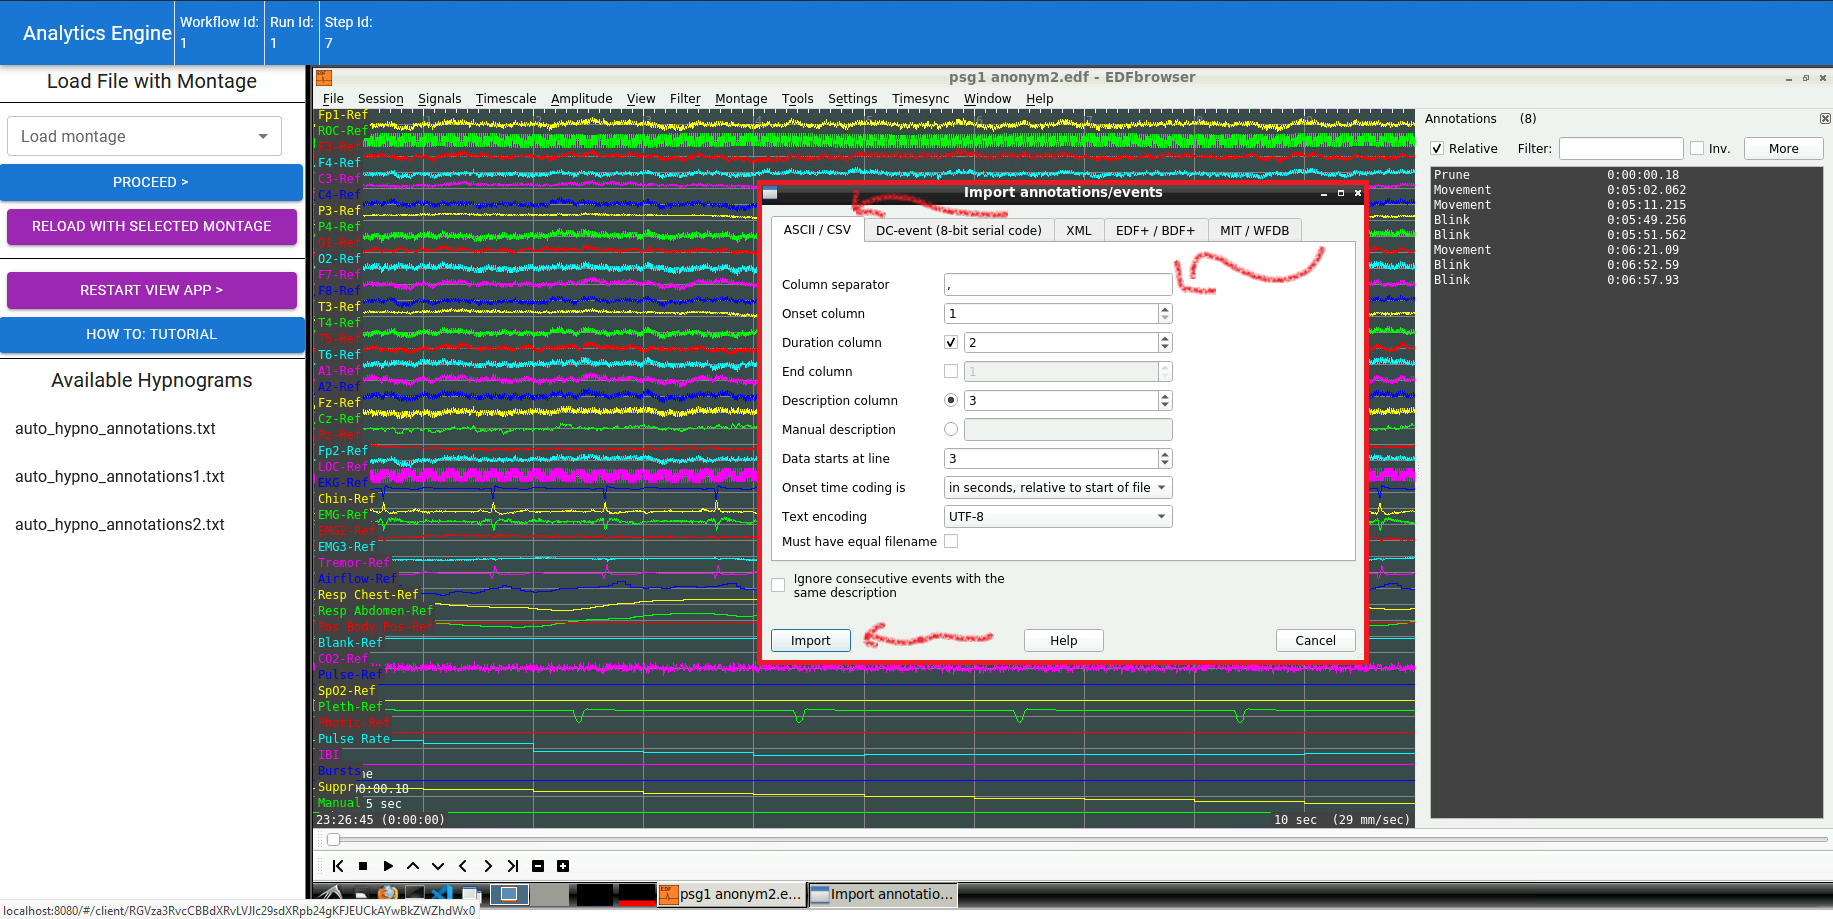 Analytics Engine
Workflow Id:
1
Run Id:
1
Step Id:
7
Load File with Montage
Load montage
PROCEED >
RELOAD WITH SELECTED MONTAGE
RESTART VIEW APP >
HOW TO: TUTORIAL
Available Hypnograms
auto_hypno_annotations.txt
auto_hypno_annotations1.txt
auto_hypno_annotations2.txt
psg1 anonym2.edf - EDFbrowser
File Session Signals Timescale Amplitude View Filter Montage Tools Settings Timesync Window Help
Fp1-Ref
ROC-Ref
F3-Ref
F4-Ref
C3-Ref
C4-Ref
P3-Ref
P4-Ref
O1-Ref
O2-Ref
F7-Ref
F8-Ref
T3-Ref
T4-Ref
T5-Ref
T6-Ref
A1-Ref
A2-Ref
Fz-Ref
Cz-Ref
Pz-Ref
Fp2-Ref
LOC-Ref
EKG-Ref
Chin-Ref
EMG-Ref
EMG2-Ref
EMG3-Ref
Tremor-Ref
Airflow-Ref
Resp Chest-Ref
Resp Abdomen-Ref
Pos Body Pos-Ref
Blank-Ref
CO2-Ref
Pulse-Ref
SpO2-Ref
Pleth-Ref
Photic-Ref
Pulse Rate
IBI
Bursts
Suppr
0:00.18
Manual 5 sec
23:26:45 (0:00:00)
10 sec (29 mm/sec)
Import annotations/events
ASCII / CSV
DC-event (8-bit serial code)
XML
EDF+ / BDF+
MIT / WFDB
Column separator ,
Onset column 1
Duration column 2
End column 1
Description column 3
Manual description
Data starts at line 3
Onset time coding is in seconds, relative to start of file
Text encoding UTF-8
Must have equal filename
Ignore consecutive events with the
same description
Import
Help
Cancel
Annotations (8)
Relative Filter: Inv. More
Prune 0:00:00.18
Movement 0:05:02.062
Movement 0:05:11.215
Blink 0:05:49.256
Blink 0:05:51.562
Movement 0:06:21.09
Blink 0:06:52.59
Blink 0:06:57.93
EDF psg1 anonym2.e...
Import annotatio...